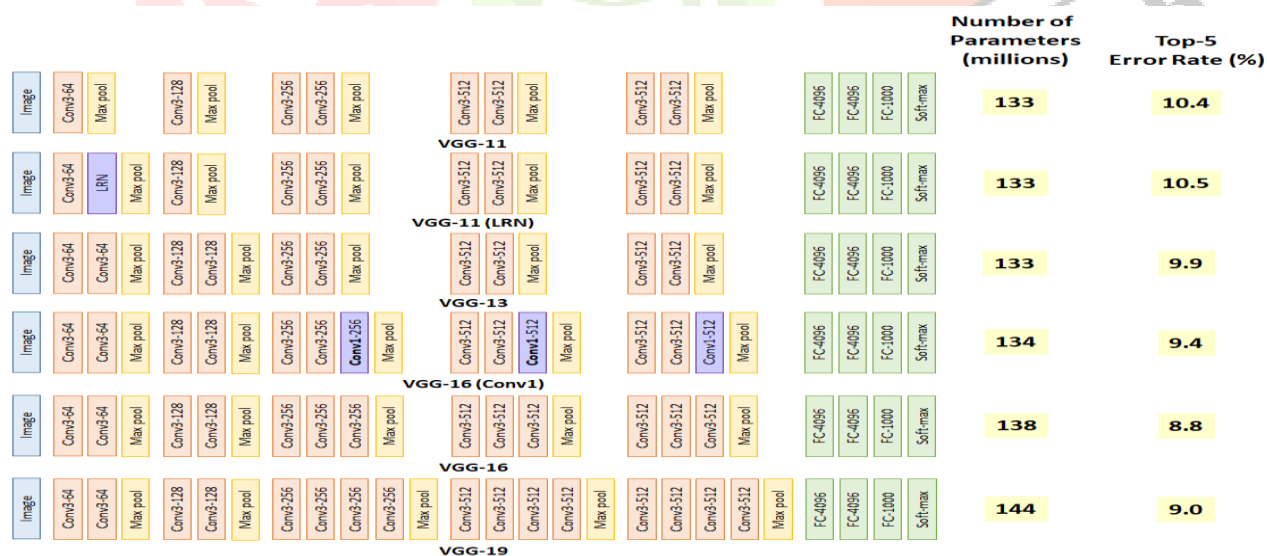 Number of
Parameters
(millions)
Top-5
Error Rate (%)
Image Conv3-64 Max pool Conv3-128 Max pool Conv3-256 Conv3-256 Max pool Conv3-512 Conv3-512 Max pool Conv3-512 Conv3-512 Max pool FC-4096 FC-4096 FC-1000 Soft-max 133 10.4
VGG-11
Image Conv3-64 LRN Max pool Conv3-128 Max pool Conv3-256 Conv3-256 Max pool Conv3-512 Conv3-512 Max pool Conv3-512 Conv3-512 Max pool FC-4096 FC-4096 FC-1000 Soft-max 133 10.5
VGG-11 (LRN)
Image Conv3-64 Conv3-64 Max pool Conv3-128 Conv3-128 Max pool Conv3-256 Conv3-256 Max pool Conv3-512 Conv3-512 Max pool Conv3-512 Conv3-512 Max pool FC-4096 FC-4096 FC-1000 Soft-max 133 9.9
VGG-13
Image Conv3-64 Conv3-64 Max pool Conv3-128 Conv3-128 Max pool Conv3-256 Conv3-256 Conv1-256 Max pool Conv3-512 Conv3-512 Conv1-512 Max pool Conv3-512 Conv3-512 Conv1-512 Max pool FC-4096 FC-4096 FC-1000 Soft-max 134 9.4
VGG-16 (Conv1)
Image Conv3-64 Conv3-64 Max pool Conv3-128 Conv3-128 Max pool Conv3-256 Conv3-256 Conv3-256 Max pool Conv3-512 Conv3-512 Conv3-512 Max pool Conv3-512 Conv3-512 Conv3-512 Max pool FC-4096 FC-4096 FC-1000 Soft-max 138 8.8
VGG-16
Image Conv3-64 Conv3-64 Max pool Conv3-128 Conv3-128 Max pool Conv3-256 Conv3-256 Conv3-256 Conv3-256 Max pool Conv3-512 Conv3-512 Conv3-512 Conv3-512 Max pool Conv3-512 Conv3-512 Conv3-512 Conv3-512 Max pool FC-4096 FC-4096 FC-1000 Soft-max 144 9.0
VGG-19